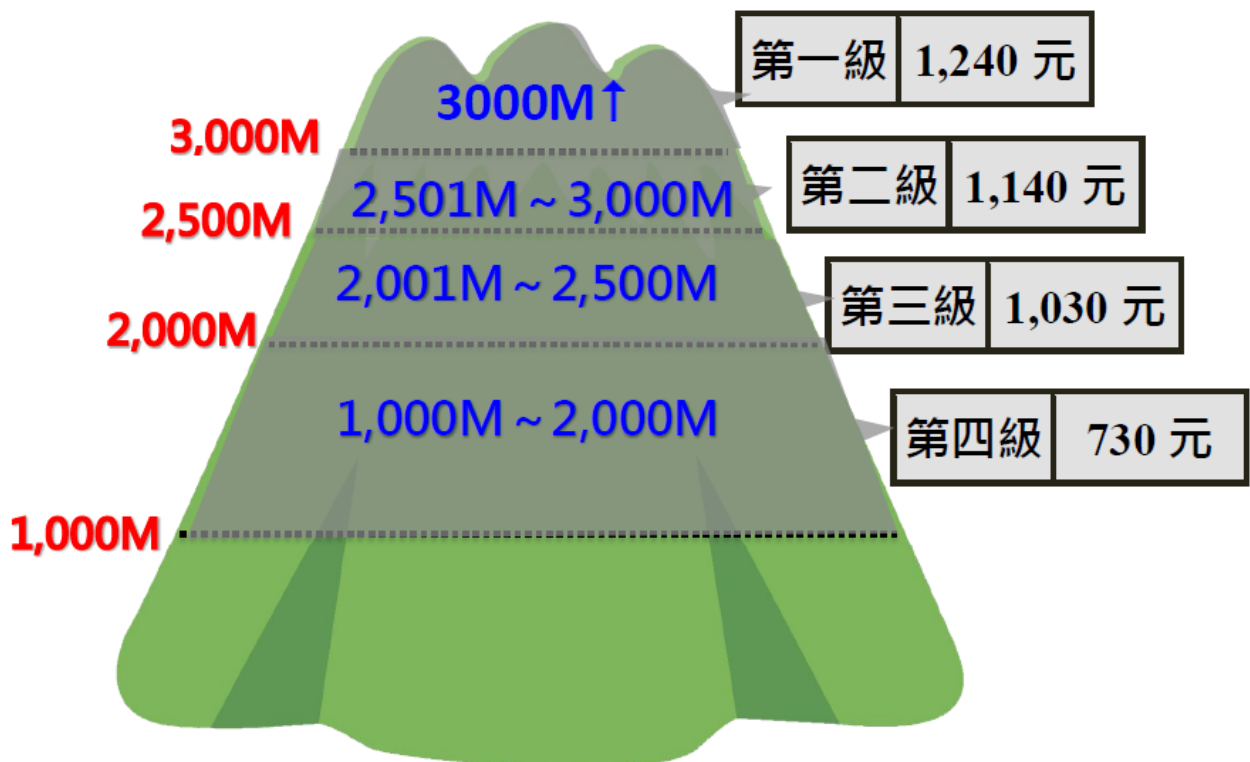 第一級 1,240 元
3000M↑
3,000M
第二級 1,140 元
2,501M～3,000M
2,500M
第三級 1,030 元
2,001M～2,500M
2,000M
第四級 730 元
1,000M～2,000M
1,000M